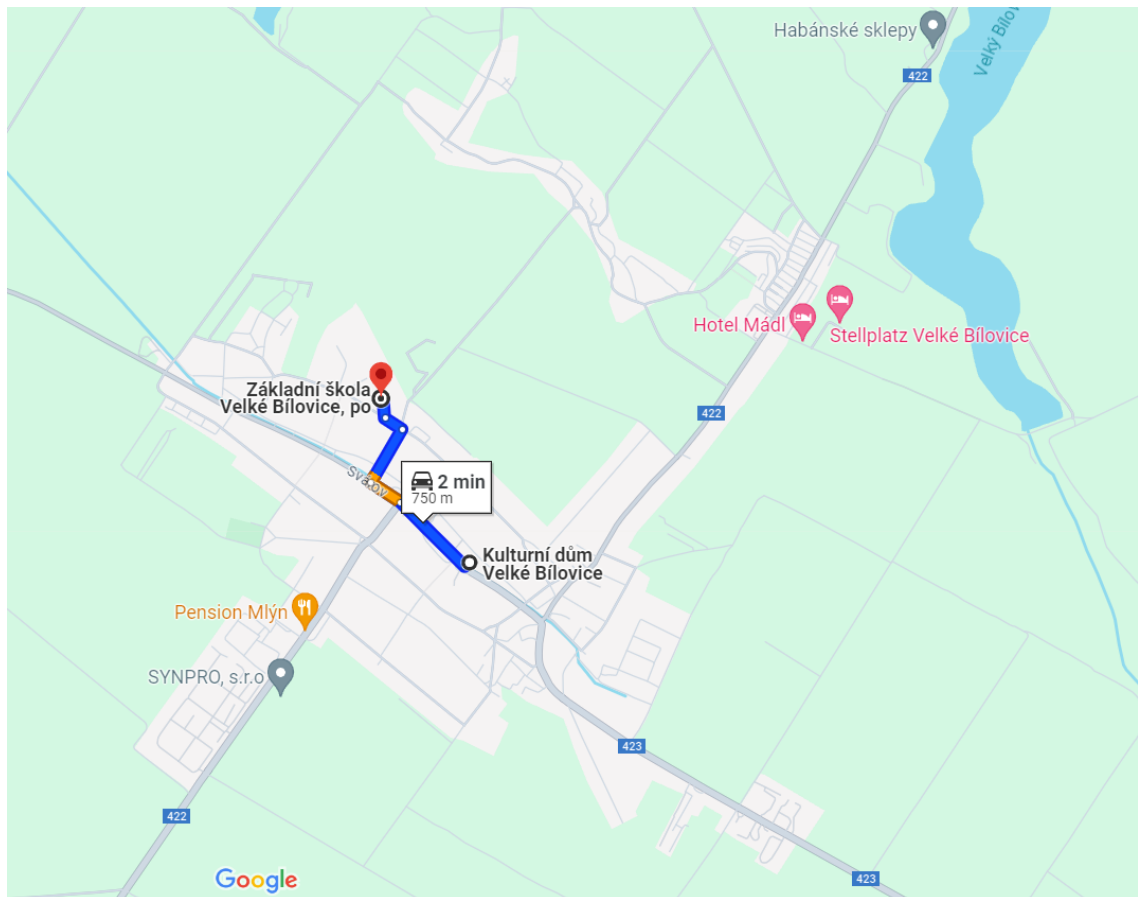 Habánské sklepy
Velký Bílov
422
Hotel Mádl
Stellplatz Velké Bílovice
Základní škola
Velké Bílovice, po
422
2 min
750 m
Kulturní dům
Velké Bílovice
Pension Mlýn
SYNPRO, s.r.o
423
422
Google
423